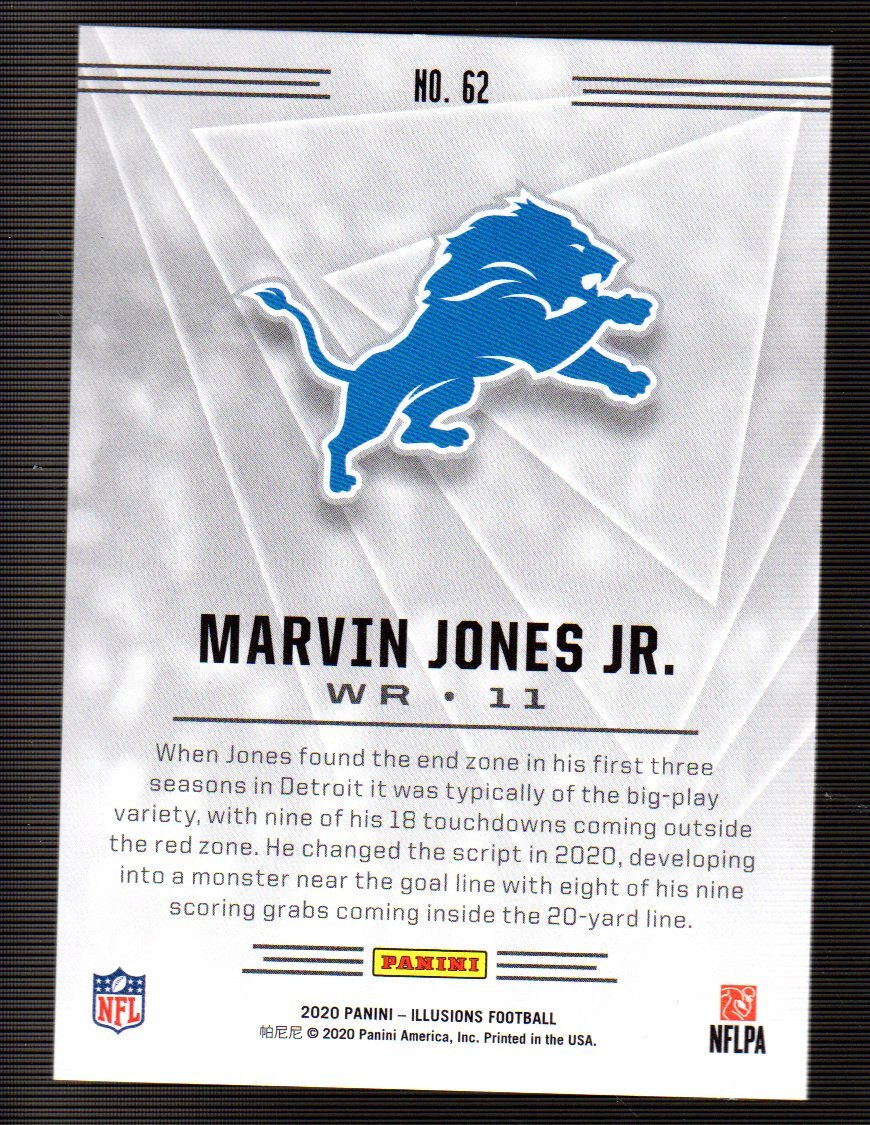 NO. 62
MARVIN JONES JR.
WR • 11
When Jones found the end zone in his first three
seasons in Detroit it was typically of the big-play
variety, with nine of his 18 touchdowns coming outside
the red zone. He changed the script in 2020, developing
into a monster near the goal line with eight of his nine
scoring grabs coming inside the 20-yard line.
PANINI
NFL
2020 PANINI – ILLUSIONS FOOTBALL
帕尼尼 © 2020 Panini America, Inc. Printed in the USA.
NFLPA